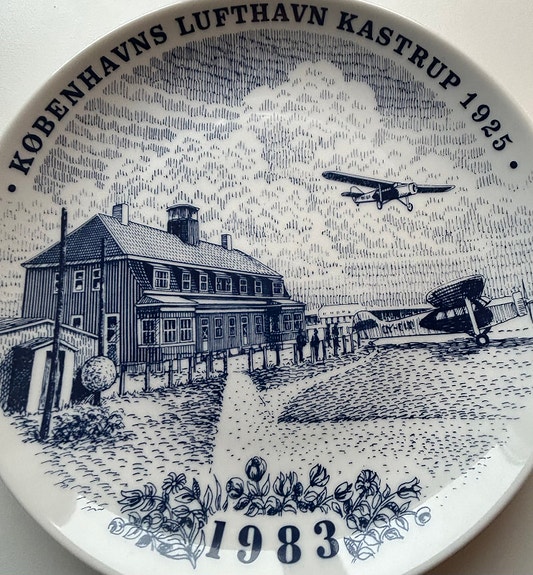 • KØBENHAVNS LUFTHAVN KASTRUP 1925 •
1983